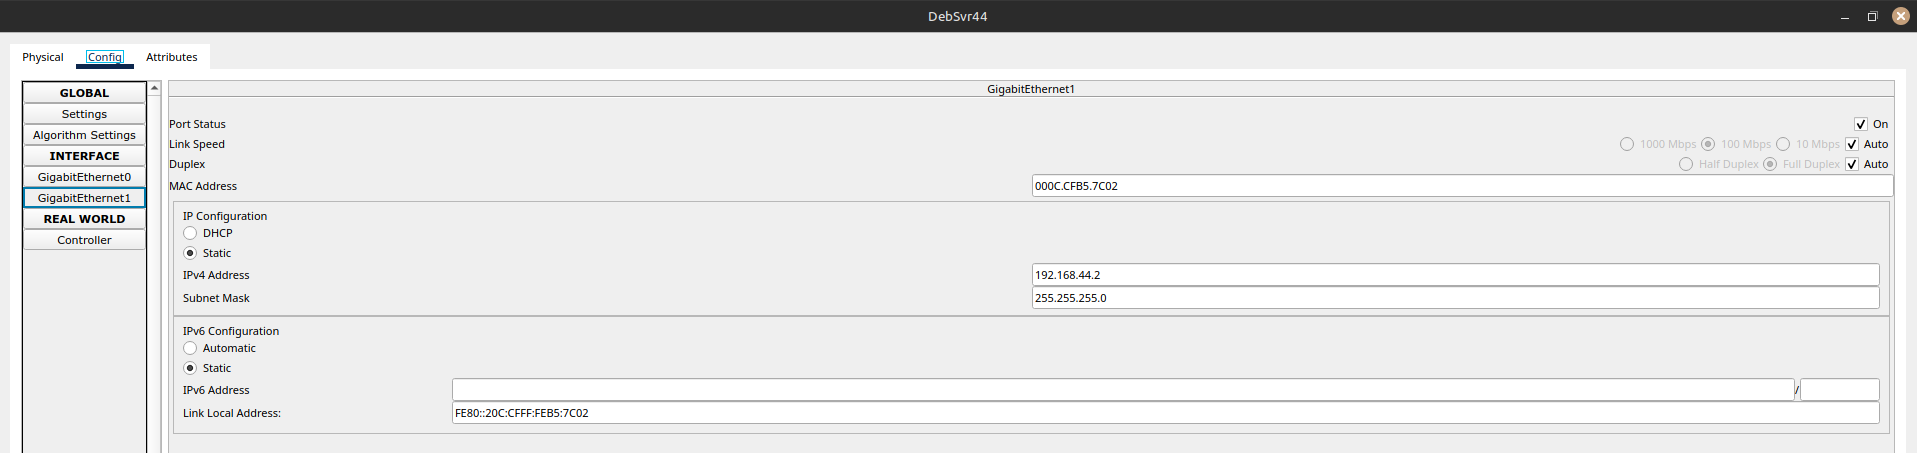 DebSvr44
Physical Config Attributes
GLOBAL
Settings
Algorithm Settings
INTERFACE
GigabitEthernet0
GigabitEthernet1
REAL WORLD
Controller
GigabitEthernet1
Port Status On
Link Speed 1000 Mbps 100 Mbps 10 Mbps Auto
Duplex Half Duplex Full Duplex Auto
MAC Address 000C.CFB5.7C02
IP Configuration
DHCP
Static
IPv4 Address 192.168.44.2
Subnet Mask 255.255.255.0
IPv6 Configuration
Automatic
Static
IPv6 Address /
Link Local Address: FE80::20C:CFFF:FEB5:7C02